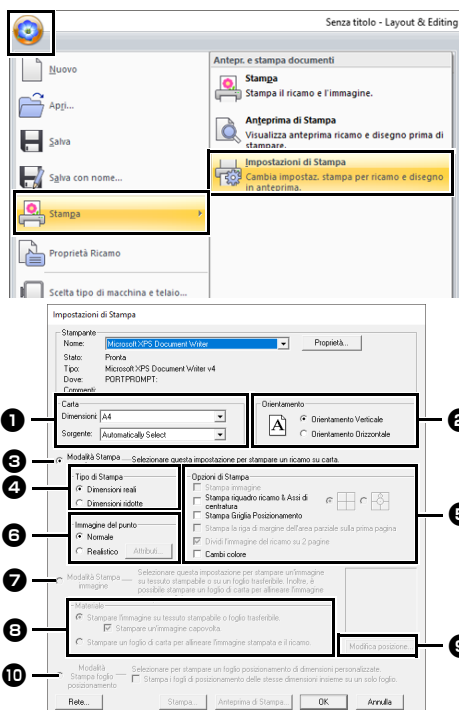 Senza titolo - Layout & Editing
Nuovo
Apri...
Salva
Salva con nome...
Stampa
Proprietà Ricamo
Scelta tipo di macchina e telaio...
Antepr. e stampa documenti
Stampa
Stampa il ricamo e l'immagine.
Anteprima di Stampa
Visualizza anteprima ricamo e disegno prima di
stampare.
Impostazioni di Stampa
Cambia impostaz. stampa per ricamo e disegno
in anteprima.
Impostazioni di Stampa
Stampante
Nome: Microsoft XPS Document Writer Proprietà...
Stato: Pronta
Tipo: Microsoft XPS Document Writer v4
Dove: PORTPROMPT:
Commenti:
1
Carta
Dimensioni: A4
Sorgente: Automatically Select
2
Orientamento
A
Orientamento Verticale
Orientamento Orizzontale
3
Modalità Stampa Selezionare questa impostazione per stampare un ricamo su carta.
4
Tipo di Stampa
Dimensioni reali
Dimensioni ridotte
5
Opzioni di Stampa
Stampa immagine
Stampa riquadro ricamo & Assi di
centratura
Stampa Griglia Posizionamento
Stampa la riga di margine dell'area parziale sulla prima pagina
Dividi l'immagine del ricamo su 2 pagine
Cambi colore
6
Immagine del punto
Normale
Realistico Attributi...
7
Modalità Stampa
immagine
Selezionare questa impostazione per stampare un'immagine
su tessuto stampabile o su un foglio trasferibile. Inoltre, è
possibile stampare un foglio di carta per allineare l'immagine
8
Materiale
Stampare l'immagine su tessuto stampabile o foglio trasferibile.
Stampare un'immagine capovolta.
Stampare un foglio di carta per allineare l'immagine stampata e il ricamo.
9
Modifica posizione...
10
Modalità
Stampa foglio
posizionamento
Selezionare per stampare un foglio posizionamento di dimensioni personalizzate.
Stampa i fogli di posizionamento delle stesse dimensioni insieme su un solo foglio.
Rete... Stampa... Anteprima di Stampa... OK Annulla